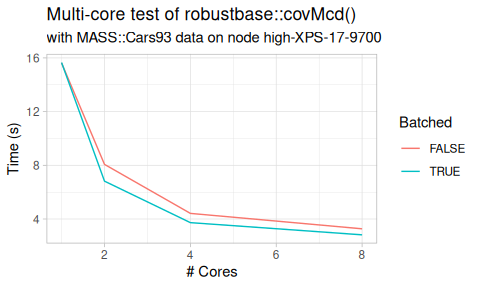 Multi-core test of robustbase::covMcd()
with MASS::Cars93 data on node high-XPS-17-9700
16
12
8
4
Time (s)
2
4
6
8
# Cores
Batched
FALSE
TRUE